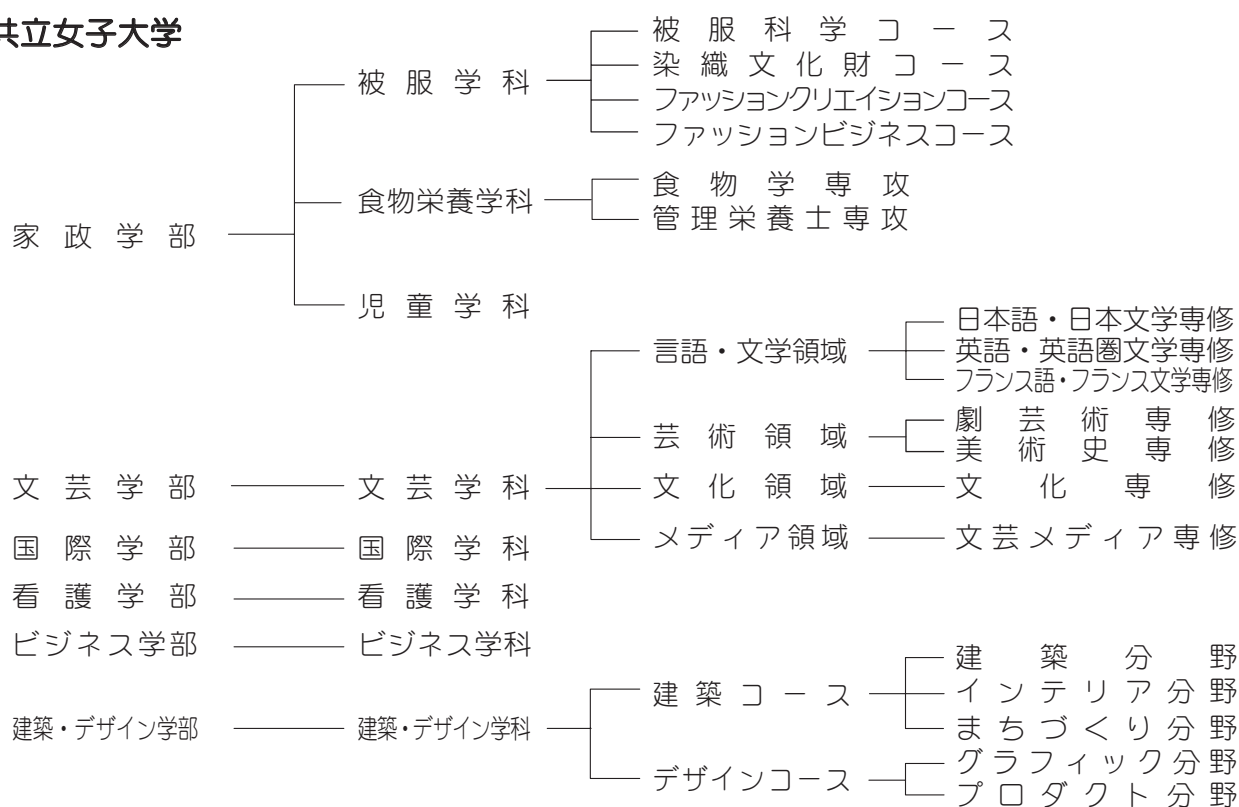 共立女子大学
被服科学コース
染織文化財コース
被服学科
ファッションクリエイションコース
ファッションビジネスコース
食物学専攻
食物栄養学科
管理栄養士専攻
家政学部
児童学科
日本語・日本文学専修
言語・文学領域
英語・英語圏文学専修
フランス語・フランス文学専修
劇芸術専修
芸術領域
美術史専修
文芸学部
文芸学科
文化領域
文化専修
メディア領域
文芸メディア専修
国際学部
国際学科
看護学部
看護学科
ビジネス学部
ビジネス学科
建築分野
建築コース
インテリア分野
まちづくり分野
建築・デザイン学部
建築・デザイン学科
グラフィック分野
デザインコース
プロダクト分野